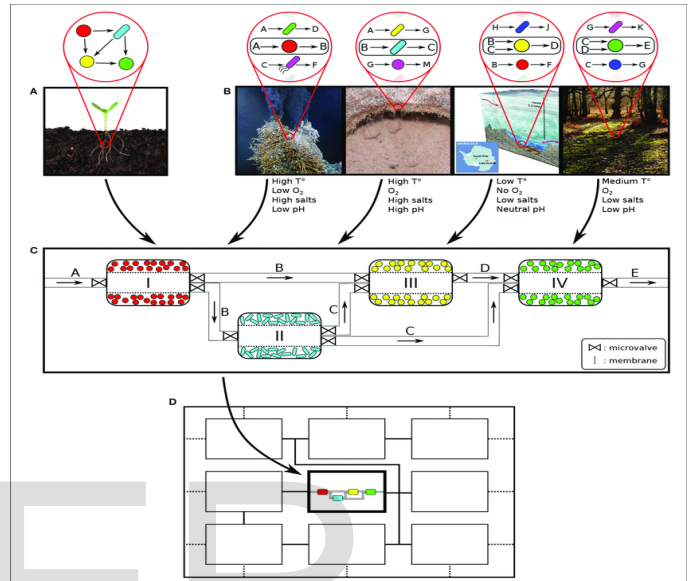 A
B
A D
A B
C F
A G
B C
G M
H J
B
C D
B F
G K
C
D E
C G
High T°
Low O₂
High salts
Low pH
High T°
O₂
High salts
High pH
Low T°
No O₂
Low salts
Neutral pH
Medium T°
O₂
Low salts
Low pH
C
A I B III D IV E
B II C C
: microvalve
: membrane
D